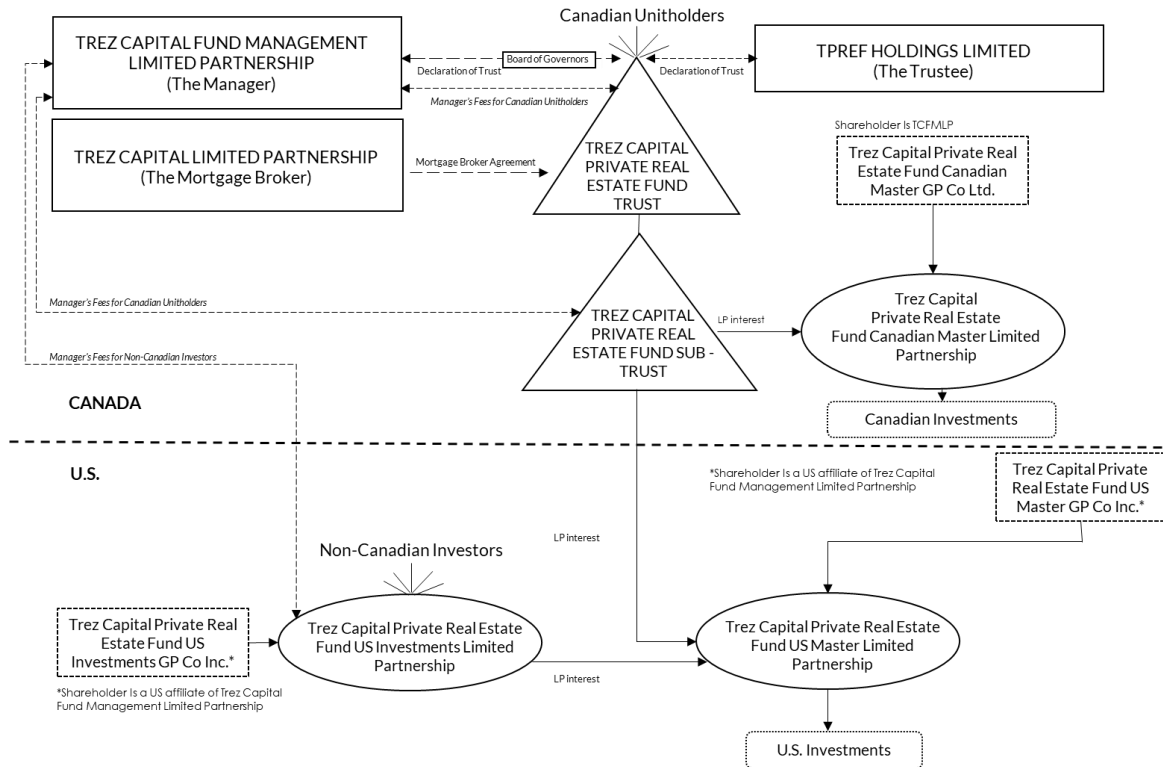 Canadian Unitholders
TREZ CAPITAL FUND MANAGEMENT
LIMITED PARTNERSHIP
(The Manager)
Board of Governors
Declaration of Trust
Manager's Fees for Canadian Unitholders
Declaration of Trust
TPREF HOLDINGS LIMITED
(The Trustee)
TREZ CAPITAL LIMITED PARTNERSHIP
(The Mortgage Broker)
Mortgage Broker Agreement
TREZ CAPITAL
PRIVATE REAL
ESTATE FUND
TRUST
Shareholder Is TCFMLP
Trez Capital Private Real
Estate Fund Canadian
Master GP Co Ltd.
Manager's Fees for Canadian Unitholders
TREZ CAPITAL
PRIVATE REAL
ESTATE FUND SUB -
TRUST
LP interest
Trez Capital
Private Real Estate
Fund Canadian Master Limited
Partnership
Manager's Fees for Non-Canadian Investors
CANADA
Canadian Investments
U.S.
*Shareholder Is a US affiliate of Trez Capital
Fund Management Limited Partnership
Trez Capital Private
Real Estate Fund US
Master GP Co Inc.*
LP interest
Non-Canadian Investors
Trez Capital Private Real
Estate Fund US
Investments GP Co Inc.*
*Shareholder Is a US affiliate of Trez Capital
Fund Management Limited Partnership
Trez Capital Private Real Estate
Fund US Investments Limited
Partnership
LP interest
Trez Capital Private Real Estate
Fund US Master Limited
Partnership
U.S. Investments